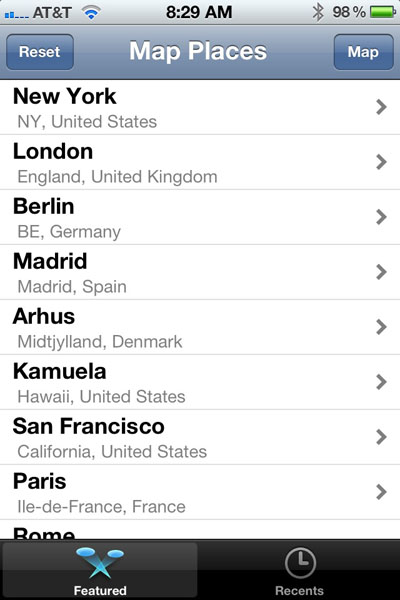 AT&T 8:29 AM 98%
Reset Map Places Map
New York
NY, United States
London
England, United Kingdom
Berlin
BE, Germany
Madrid
Madrid, Spain
Arhus
Midtjylland, Denmark
Kamuela
Hawaii, United States
San Francisco
California, United States
Paris
Ile-de-France, France
Rome
Featured Recents